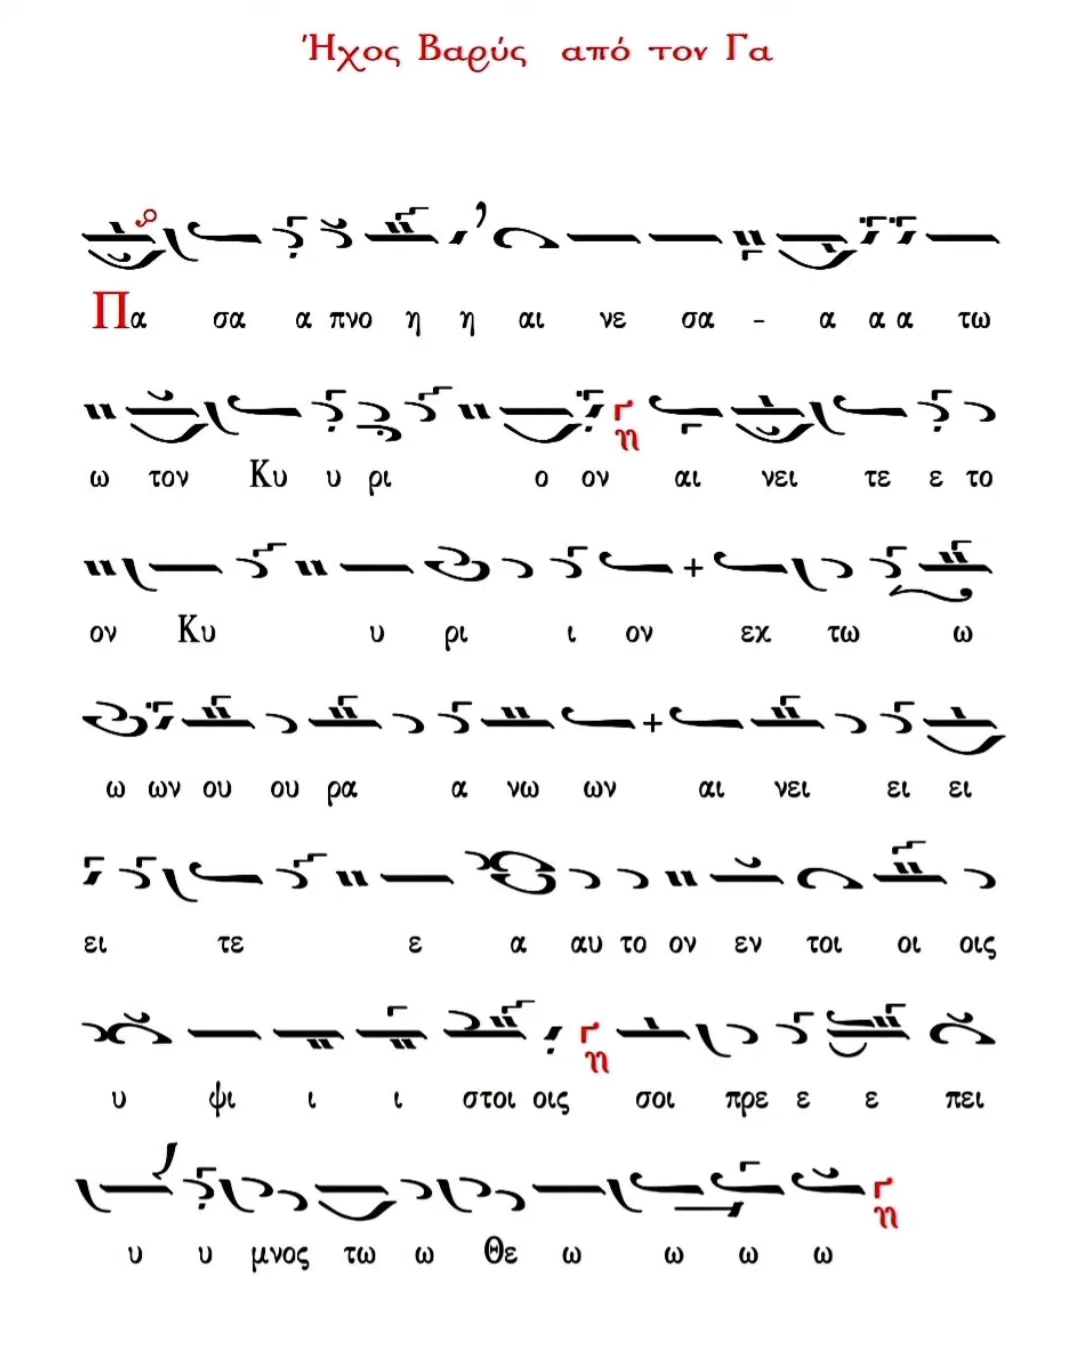 Ήχος Βαρύς από τον Γα
Πα σα α πνο η η αι νε σα - α α α τω
ω τον Κυ υ ρι ο ον αι νει τε ε το
ον Κυ υ ρι ι ον εκ τω ω
ω ων ου ου ρα α νω ων αι νει ει ει
ει τε ε α αυ το ον εν τοι οι οις
υ ψι ι ι στοι οις σοι πρε ε ε πει
υ υ μνος τω ω Θε ω ω ω ω